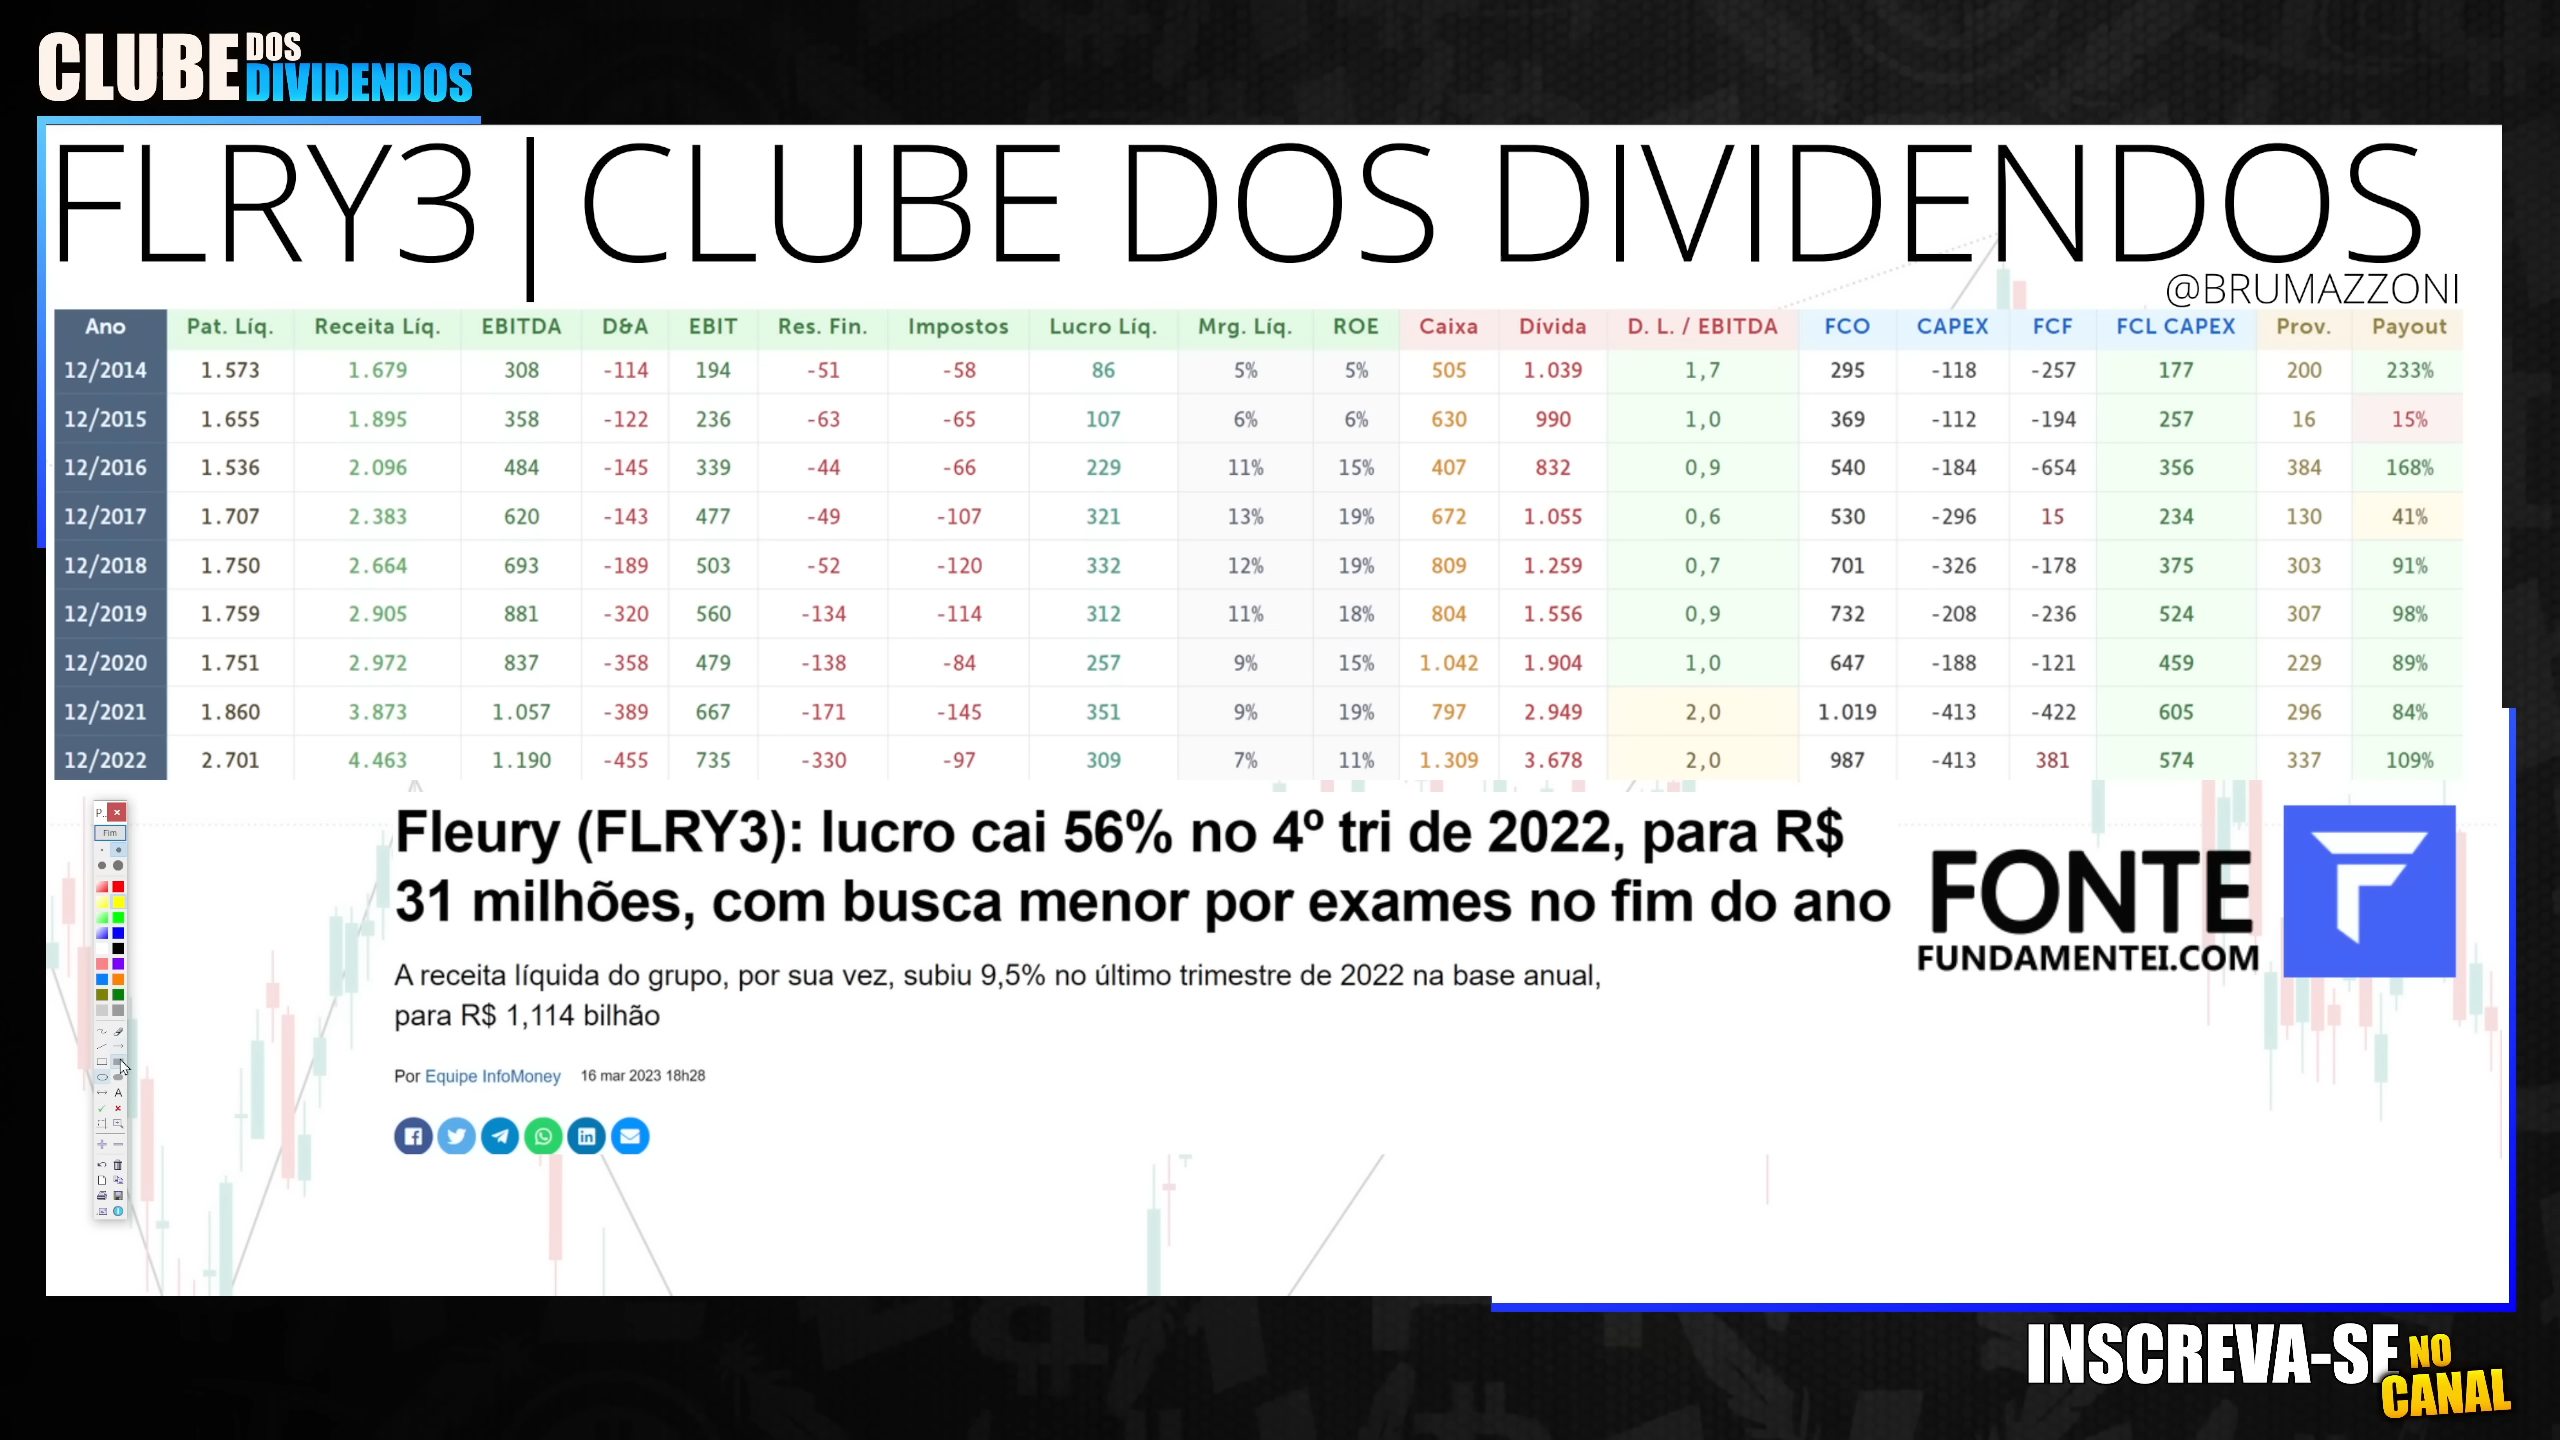 CLUBE DOS DIVIDENDOS
FLRY3 | CLUBE DOS DIVIDENDOS
@BRUMAZZONI
Ano Pat. Líq. Receita Líq. EBITDA D&A EBIT Res. Fin. Impostos Lucro Líq. Mrg. Líq. ROE Caixa Dívida D. L. / EBITDA FCO CAPEX FCF FCL CAPEX Prov. Payout
12/2014 1.573 1.679 308 -114 194 -51 -58 86 5% 5% 505 1.039 1,7 295 -118 -257 177 200 233%
12/2015 1.655 1.895 358 -122 236 -63 -65 107 6% 6% 630 990 1,0 369 -112 -194 257 16 15%
12/2016 1.536 2.096 484 -145 339 -44 -66 229 11% 15% 407 832 0,9 540 -184 -654 356 384 168%
12/2017 1.707 2.383 620 -143 477 -49 -107 321 13% 19% 672 1.055 0,6 530 -296 15 234 130 41%
12/2018 1.750 2.664 693 -189 503 -52 -120 332 12% 19% 809 1.259 0,7 701 -326 -178 375 303 91%
12/2019 1.759 2.905 881 -320 560 -134 -114 312 11% 18% 804 1.556 0,9 732 -208 -236 524 307 98%
12/2020 1.751 2.972 837 -358 479 -138 -84 257 9% 15% 1.042 1.904 1,0 647 -188 -121 459 229 89%
12/2021 1.860 3.873 1.057 -389 667 -171 -145 351 9% 19% 797 2.949 2,0 1.019 -413 -422 605 296 84%
12/2022 2.701 4.463 1.190 -455 735 -330 -97 309 7% 11% 1.309 3.678 2,0 987 -413 381 574 337 109%
P...
Fim
A
Fleury (FLRY3): lucro cai 56% no 4º tri de 2022, para R$
31 milhões, com busca menor por exames no fim do ano
A receita líquida do grupo, por sua vez, subiu 9,5% no último trimestre de 2022 na base anual,
para R$ 1,114 bilhão
Por Equipe InfoMoney 16 mar 2023 18h28
FONTE
FUNDAMENTEI.COM
INSCREVA-SE NO
CANAL